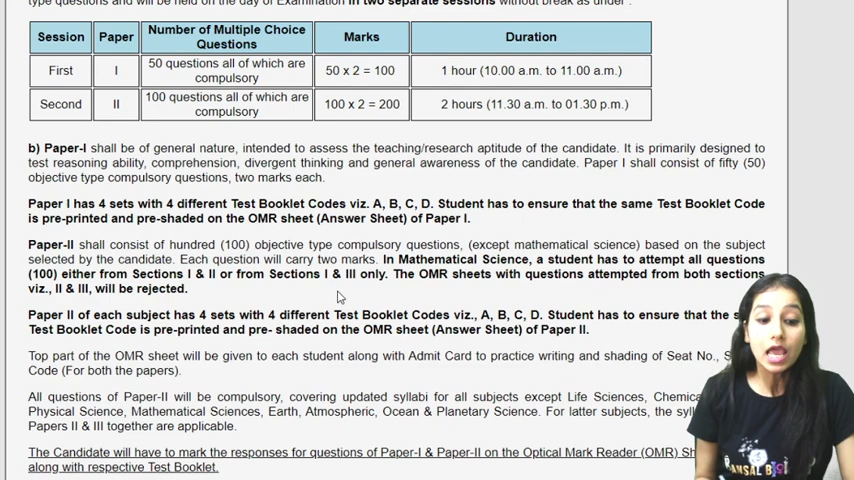 type questions and will be held on the day of Examination in two separate sessions without break as under :
Session Paper Number of Multiple Choice Questions Marks Duration
First I 50 questions all of which are compulsory 50 x 2 = 100 1 hour (10.00 a.m. to 11.00 a.m.)
Second II 100 questions all of which are compulsory 100 x 2 = 200 2 hours (11.30 a.m. to 01.30 p.m.)
b) Paper-I shall be of general nature, intended to assess the teaching/research aptitude of the candidate. It is primarily designed to
test reasoning ability, comprehension, divergent thinking and general awareness of the candidate. Paper I shall consist of fifty (50)
objective type compulsory questions, two marks each.
Paper I has 4 sets with 4 different Test Booklet Codes viz. A, B, C, D. Student has to ensure that the same Test Booklet Code
is pre-printed and pre-shaded on the OMR sheet (Answer Sheet) of Paper I.
Paper-II shall consist of hundred (100) objective type compulsory questions, (except mathematical science) based on the subject
selected by the candidate. Each question will carry two marks. In Mathematical Science, a student has to attempt all questions
(100) either from Sections I & II or from Sections I & III only. The OMR sheets with questions attempted from both sections
viz., II & III, will be rejected.
Paper II of each subject has 4 sets with 4 different Test Booklet Codes viz., A, B, C, D. Student has to ensure that the
Test Booklet Code is pre-printed and pre- shaded on the OMR sheet (Answer Sheet) of Paper II.
Top part of the OMR sheet will be given to each student along with Admit Card to practice writing and shading of Seat No.,
Code (For both the papers).
All questions of Paper-II will be compulsory, covering updated syllabi for all subjects except Life Sciences,
Physical Science, Mathematical Sciences, Earth, Atmospheric, Ocean & Planetary Science. For latter subjects, the
Papers II & III together are applicable.
The Candidate will have to mark the responses for questions of Paper-I & Paper-II on the Optical Mark Reader (OMR)
along with respective Test Booklet.